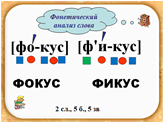 Фонетический
анализ слова
[фо-кус] [ф'и-кус]
ФОКУС ФИКУС
2 сл., 5 б., 5 зв.